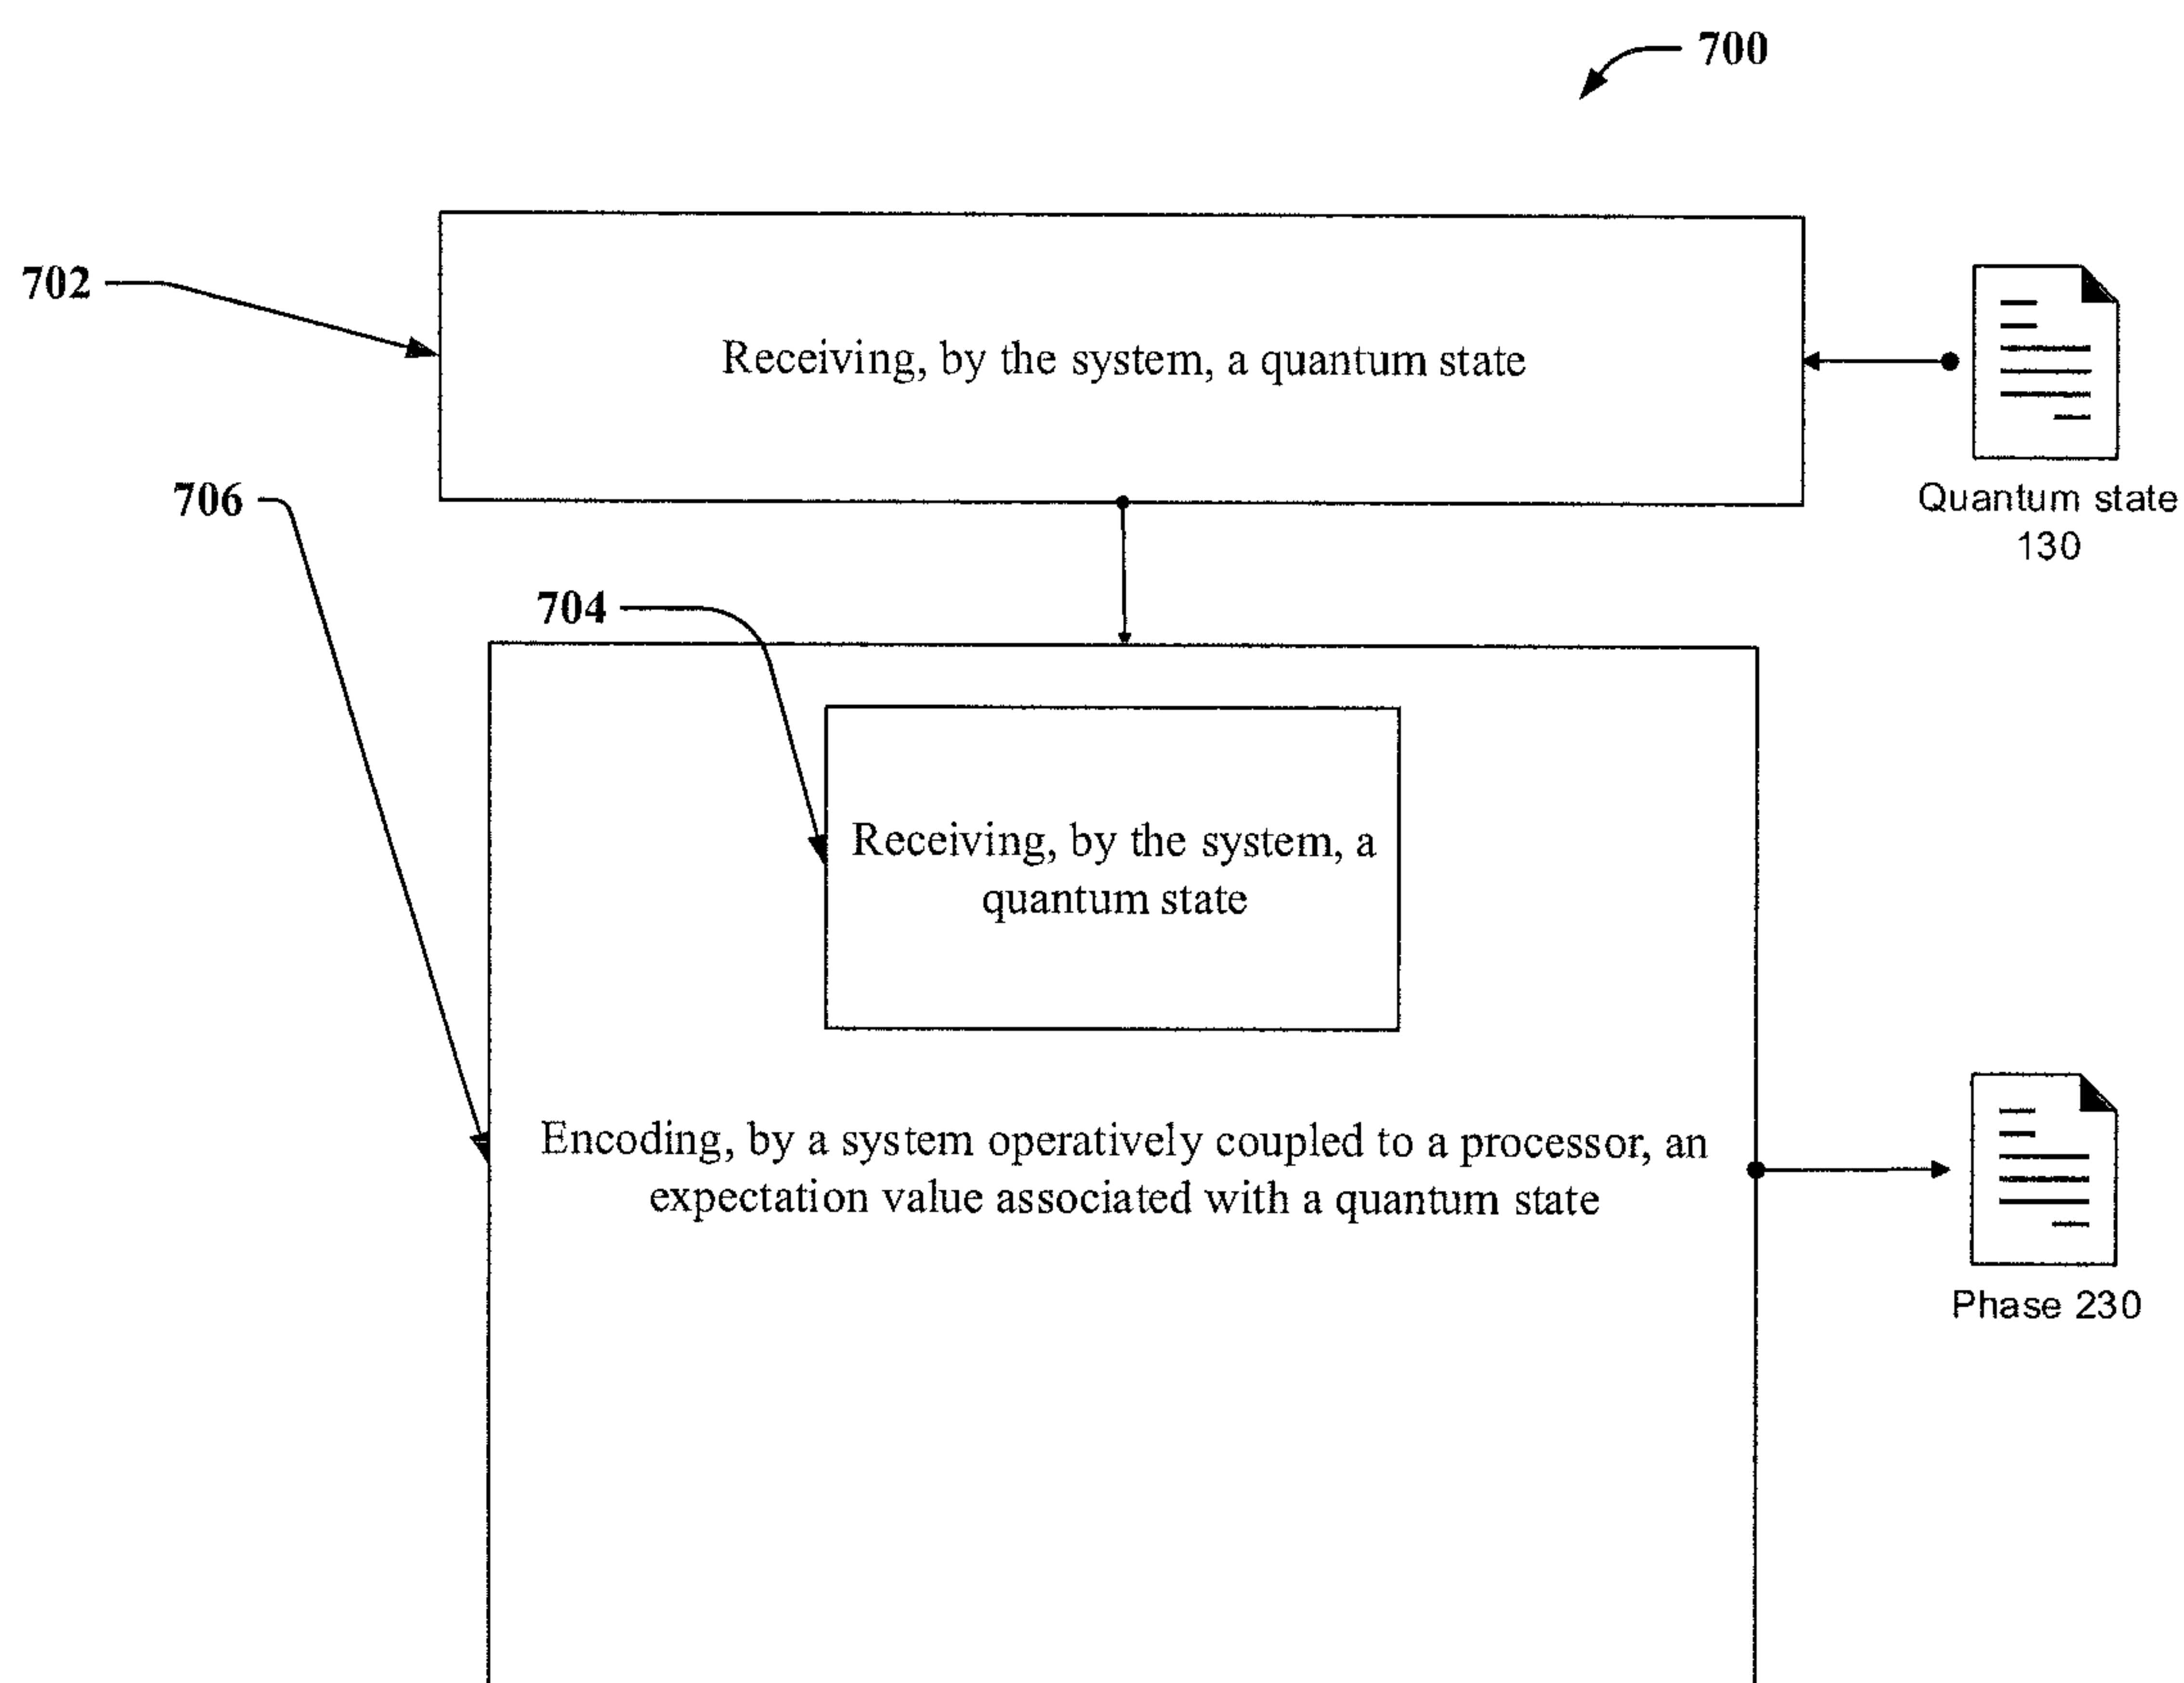 700
702
Receiving, by the system, a quantum state
Quantum state
130
706
704
Receiving, by the system, a
quantum state
Encoding, by a system operatively coupled to a processor, an
expectation value associated with a quantum state
Phase 230